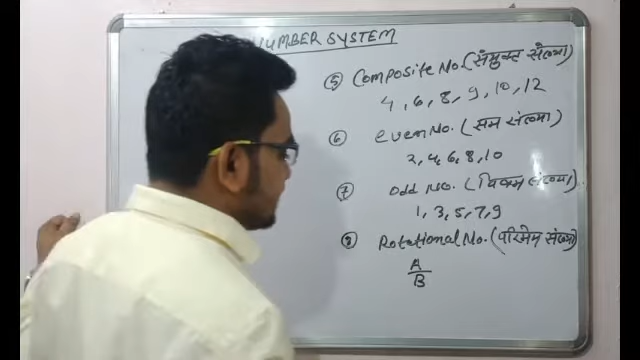 NUMBER SYSTEM
⑤ Composite No. (संयुक्त संख्या)
4, 6, 8, 9, 10, 12
⑥ even No. (सम संख्या)
2, 4, 6, 8, 10
⑦ odd No. (विषम संख्या)
1, 3, 5, 7, 9
⑧ Rotational No. (परिमेय संख्या)
A
B